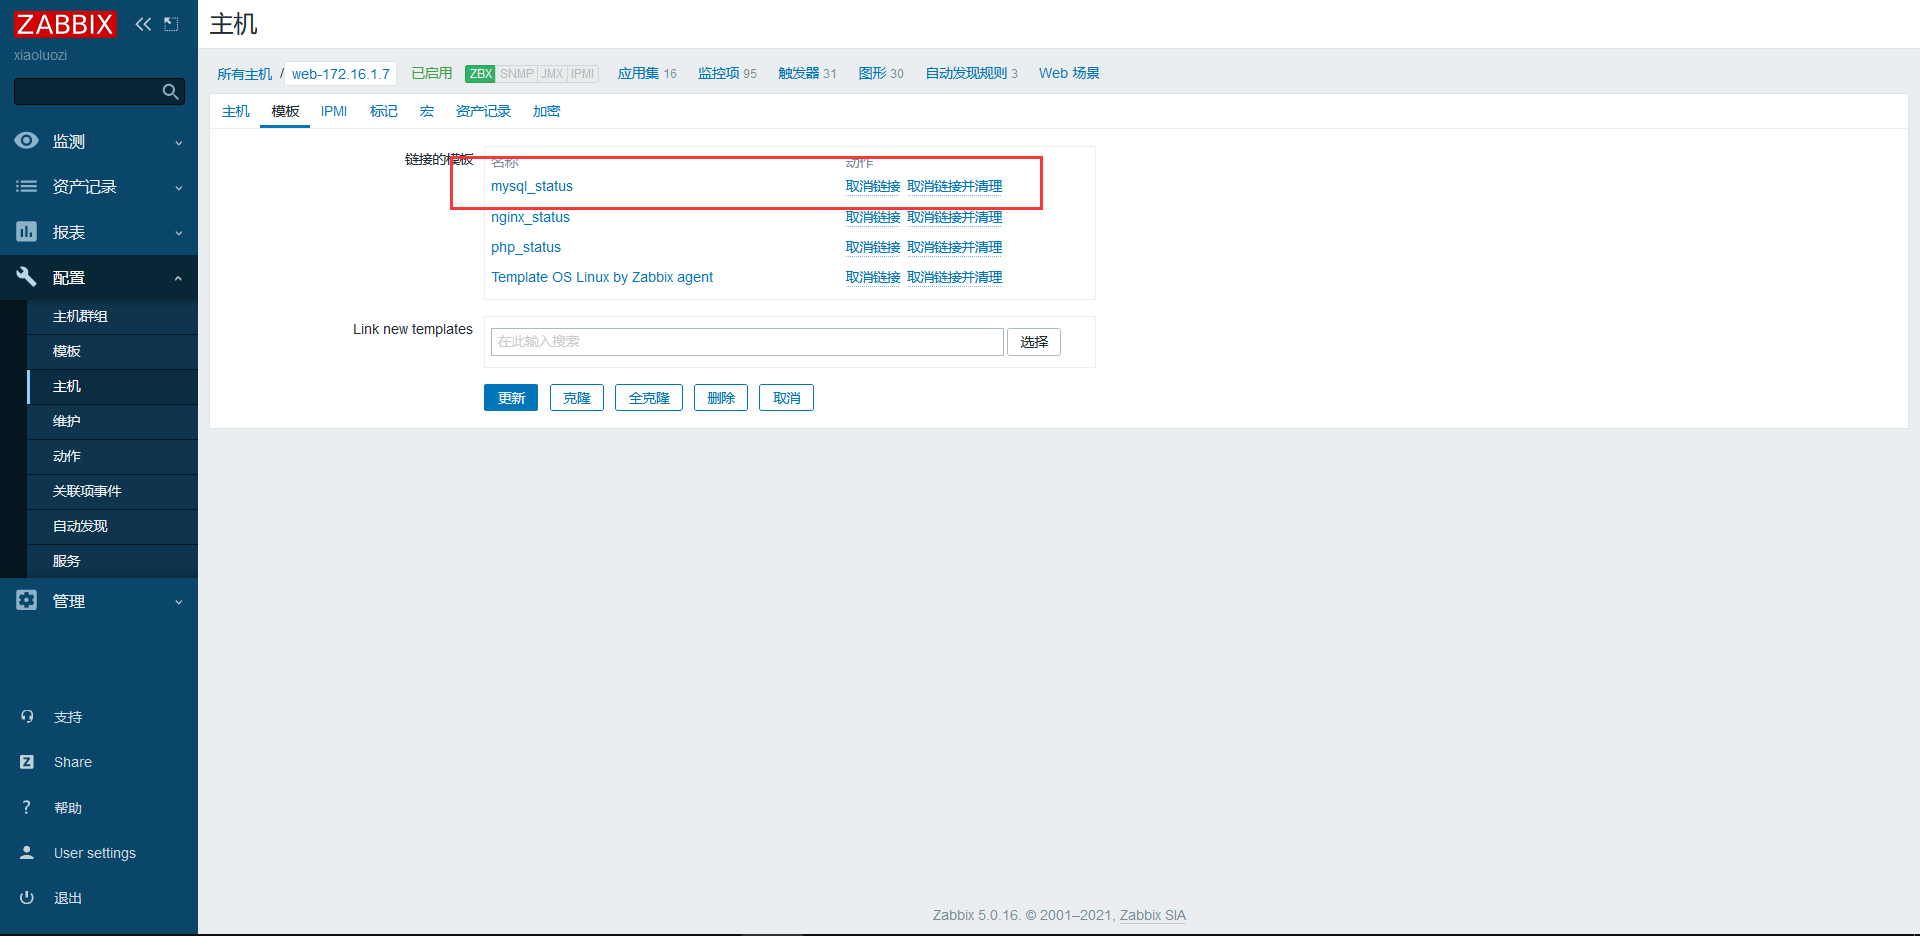 ZABBIX
xiaoluozi
监测
资产记录
报表
配置
主机群组
模板
主机
维护
动作
关联项事件
自动发现
服务
管理
支持
Share
帮助
User settings
退出
主机
所有主机 / web-172.16.1.7 已启用 ZBX SNMP JMX IPMI 应用集 16 监控项 95 触发器 31 图形 30 自动发现规则 3 Web 场景
主机 模板 IPMI 标记 宏 资产记录 加密
链接的模板 名称 动作
mysql_status 取消链接 取消链接并清理
nginx_status 取消链接 取消链接并清理
php_status 取消链接 取消链接并清理
Template OS Linux by Zabbix agent 取消链接 取消链接并清理
Link new templates 在此输入搜索 选择
更新 克隆 全克隆 删除 取消
Zabbix 5.0.16. © 2001–2021, Zabbix SIA